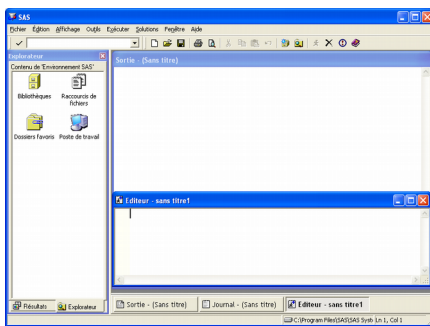 SAS
Fichier Edition Affichage Outils Exécuter Solutions Fenêtre Aide
Explorateur
Contenu de 'Environnement SAS'
Bibliothèques
Raccourcis de fichiers
Dossiers favoris
Poste de travail
Sortie - (Sans titre)
Editeur - sans titre1
Résultats
Explorateur
Sortie - (Sans titre)
Journal - (Sans titre)
Editeur - sans titre1
C:\Program Files\SAS\SAS Syst
Ln 1, Col 1